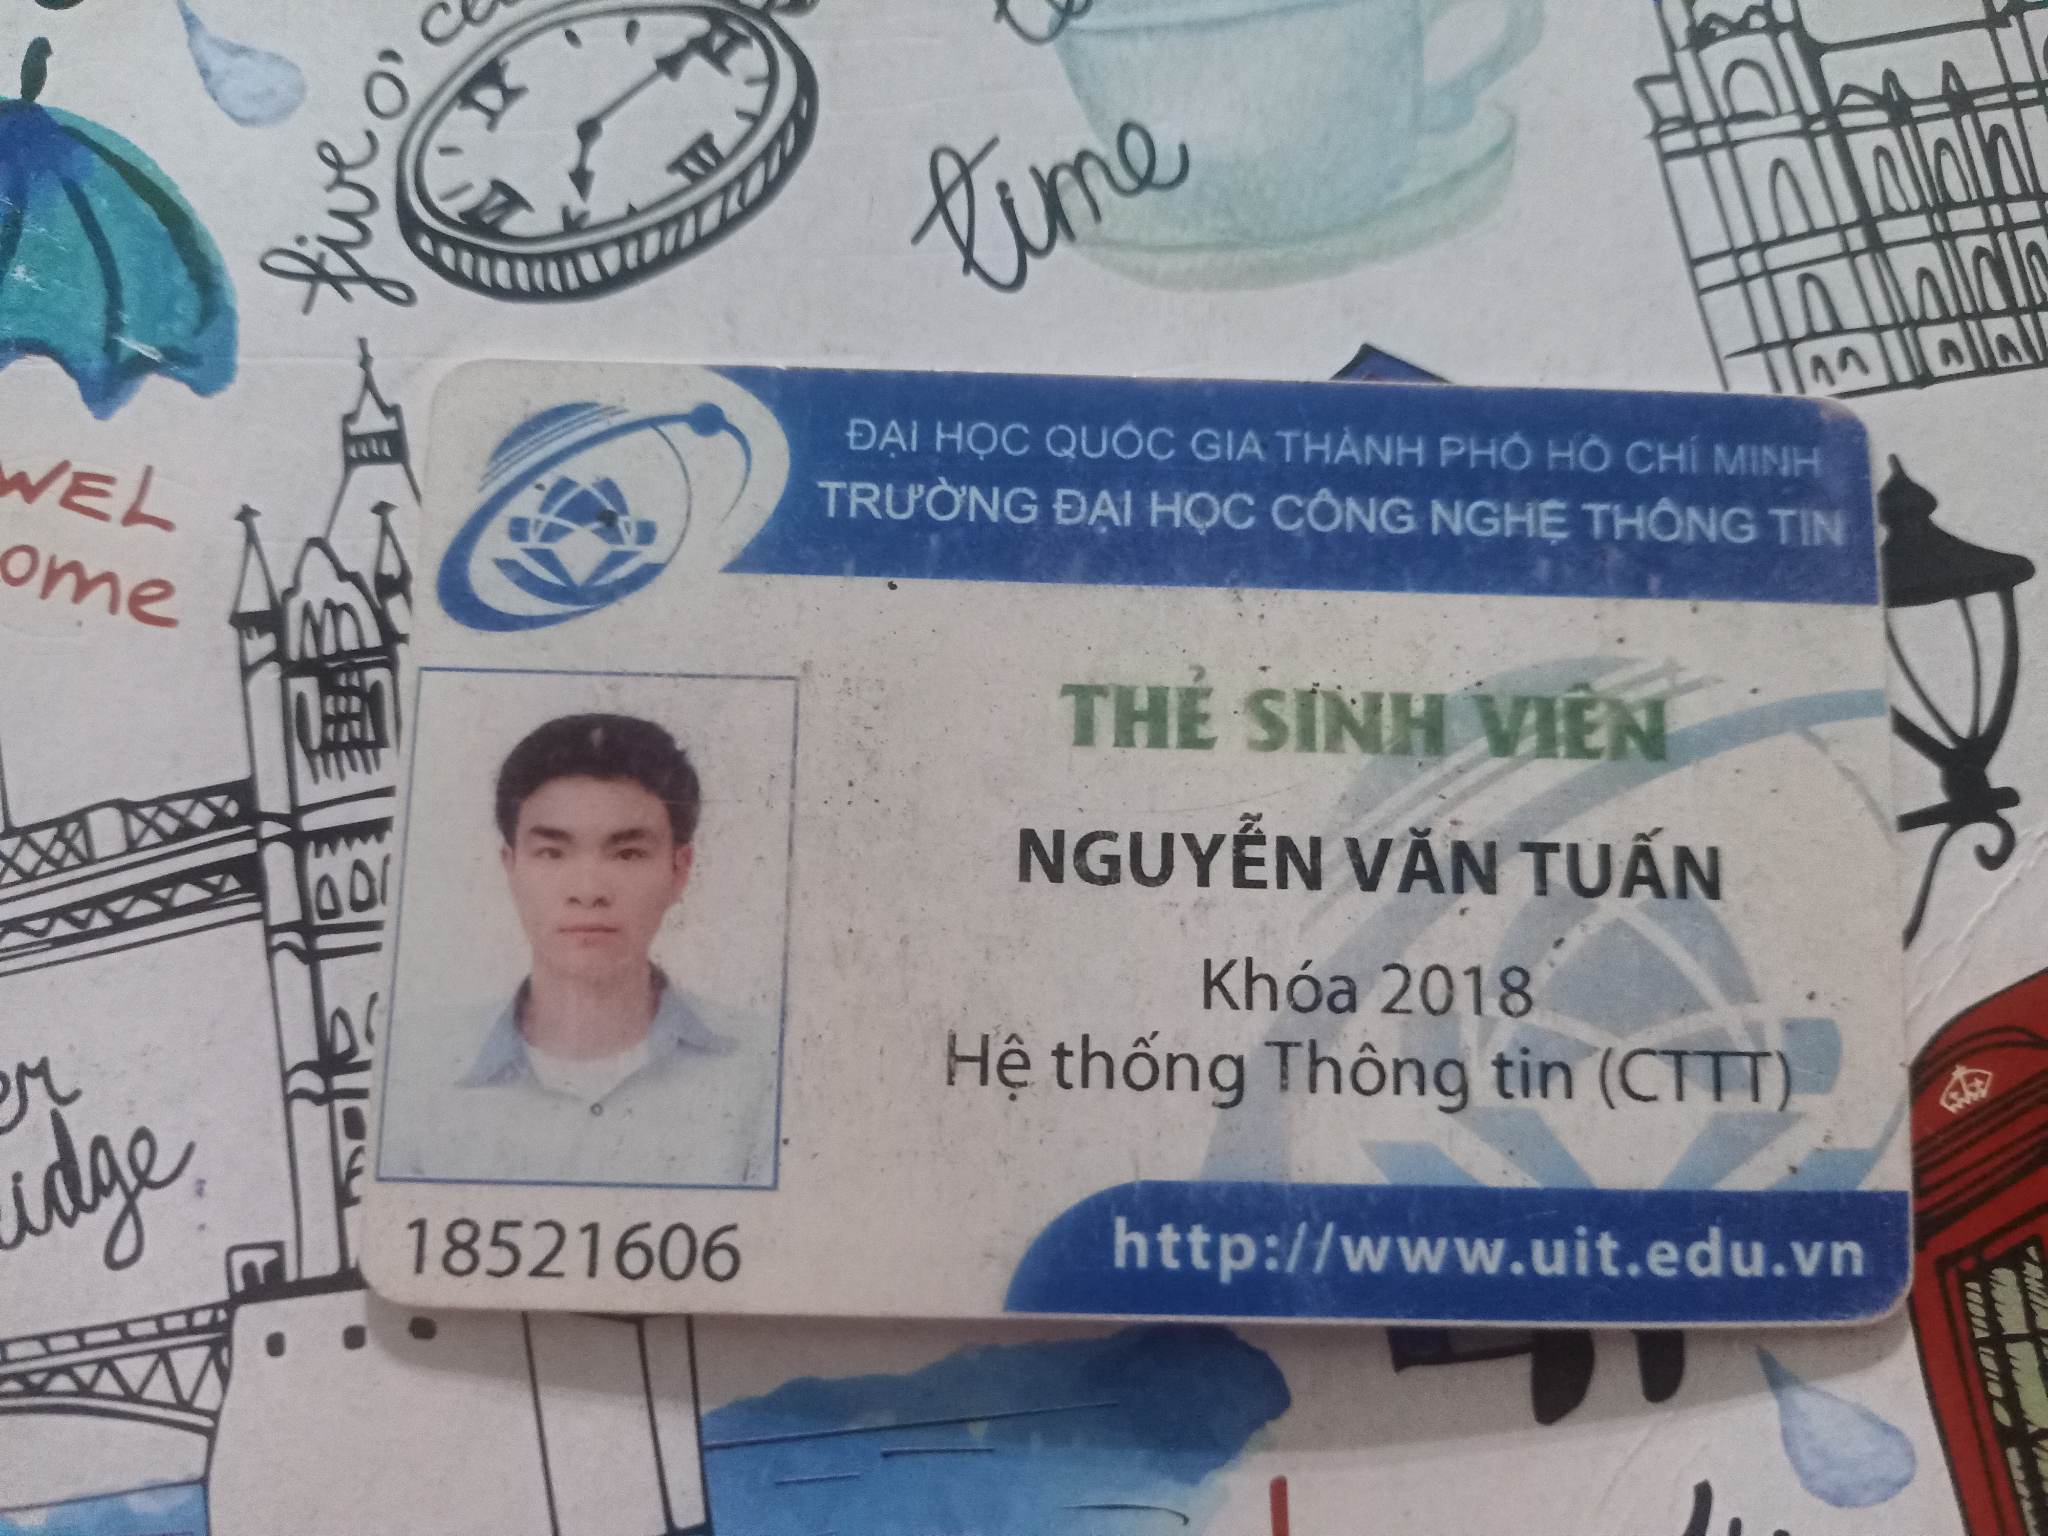 five o'
time
WEL
ome
ĐẠI HỌC QUỐC GIA THÀNH PHỐ HỒ CHÍ MINH
TRƯỜNG ĐẠI HỌC CÔNG NGHỆ THÔNG TIN
THẺ SINH VIÊN
NGUYỄN VĂN TUẤN
Khóa 2018
Hệ thống Thông tin (CTTT)
18521606
http://www.uit.edu.vn
er
idge